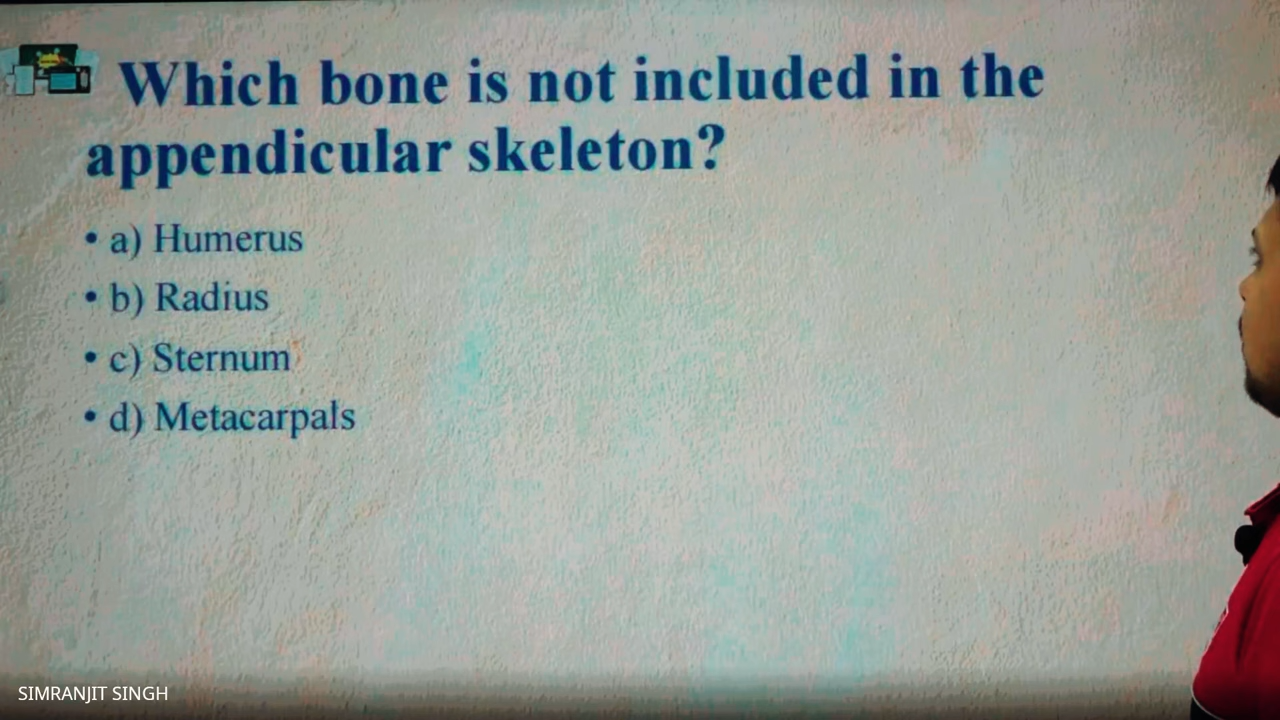 Which bone is not included in the
appendicular skeleton?
• a) Humerus
• b) Radius
• c) Sternum
• d) Metacarpals
SIMRANJIT SINGH